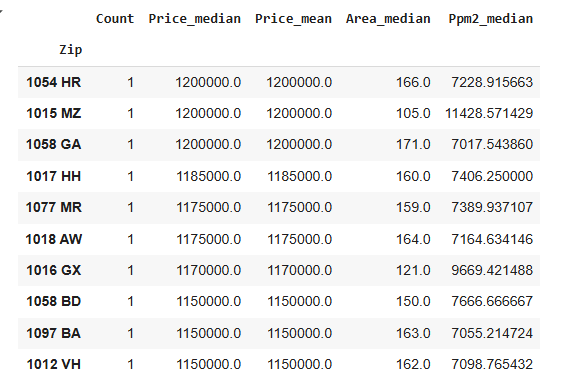 Count Price_median Price_mean Area_median Ppm2_median
Zip
1054 HR 1 1200000.0 1200000.0 166.0 7228.915663
1015 MZ 1 1200000.0 1200000.0 105.0 11428.571429
1058 GA 1 1200000.0 1200000.0 171.0 7017.543860
1017 HH 1 1185000.0 1185000.0 160.0 7406.250000
1077 MR 1 1175000.0 1175000.0 159.0 7389.937107
1018 AW 1 1175000.0 1175000.0 164.0 7164.634146
1016 GX 1 1170000.0 1170000.0 121.0 9669.421488
1058 BD 1 1150000.0 1150000.0 150.0 7666.666667
1097 BA 1 1150000.0 1150000.0 163.0 7055.214724
1012 VH 1 1150000.0 1150000.0 162.0 7098.765432